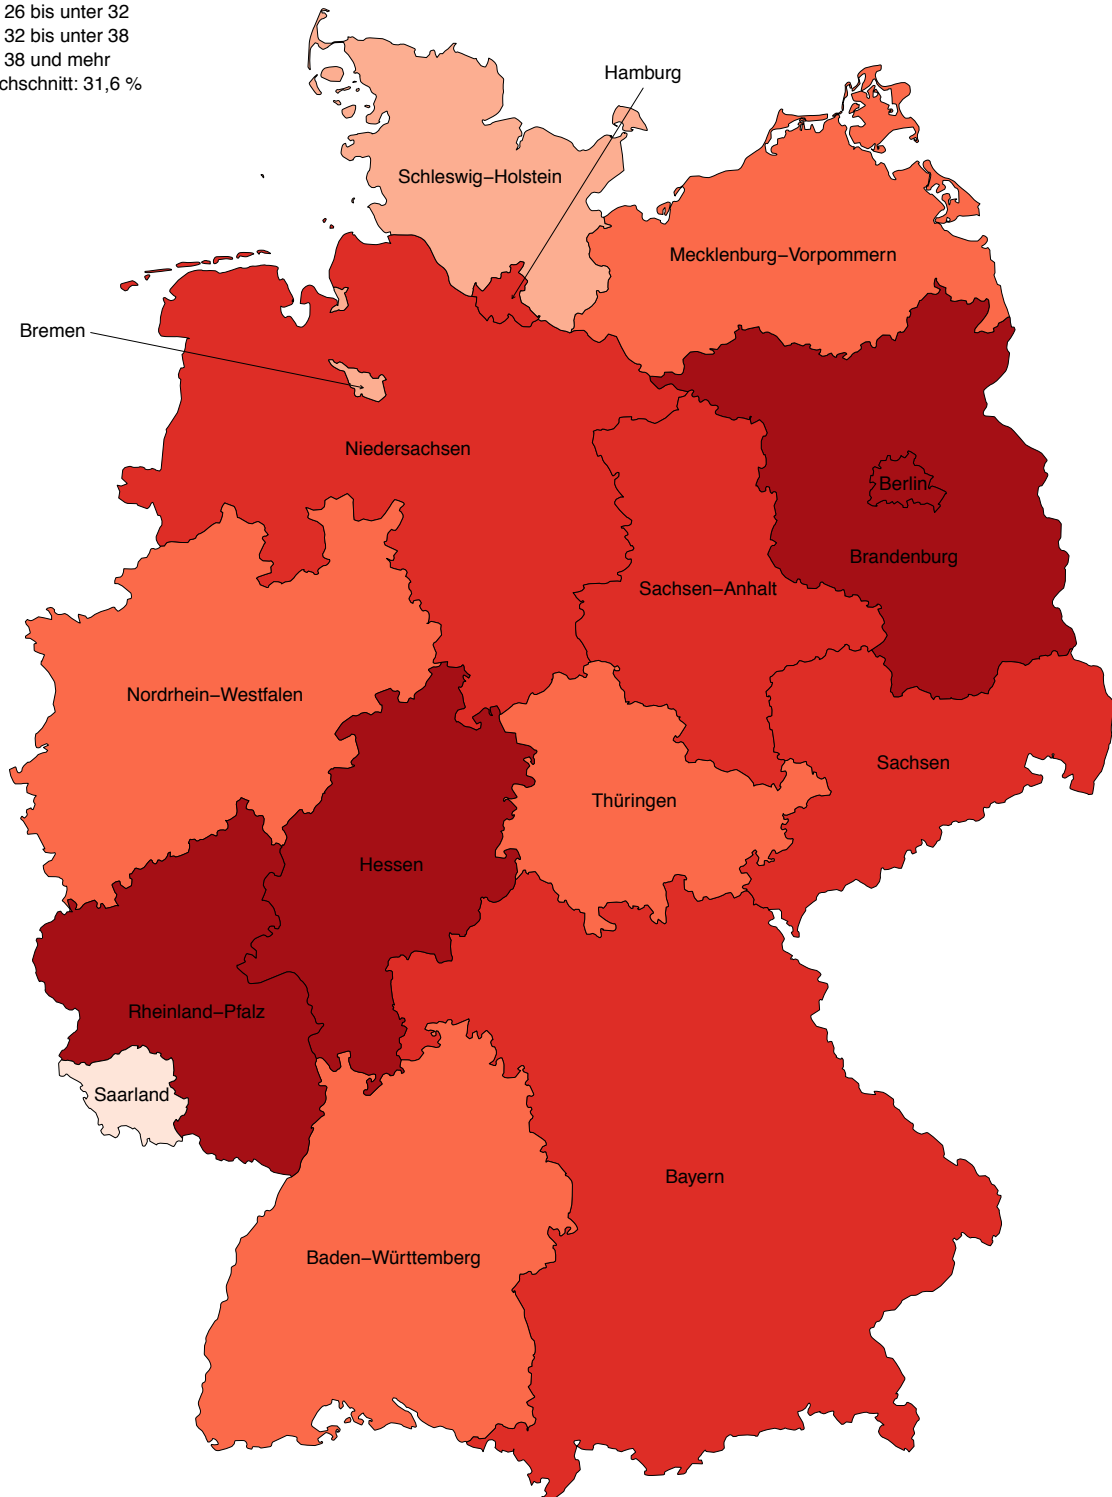 26 bis unter 32
32 bis unter 38
38 und mehr
chschnitt: 31,6 %
Hamburg
Schleswig−Holstein
Mecklenburg−Vorpommern
Bremen
Niedersachsen
Berlin
Brandenburg
Sachsen−Anhalt
Nordrhein−Westfalen
Sachsen
Thüringen
Hessen
Rheinland−Pfalz
Saarland
Bayern
Baden−Württemberg